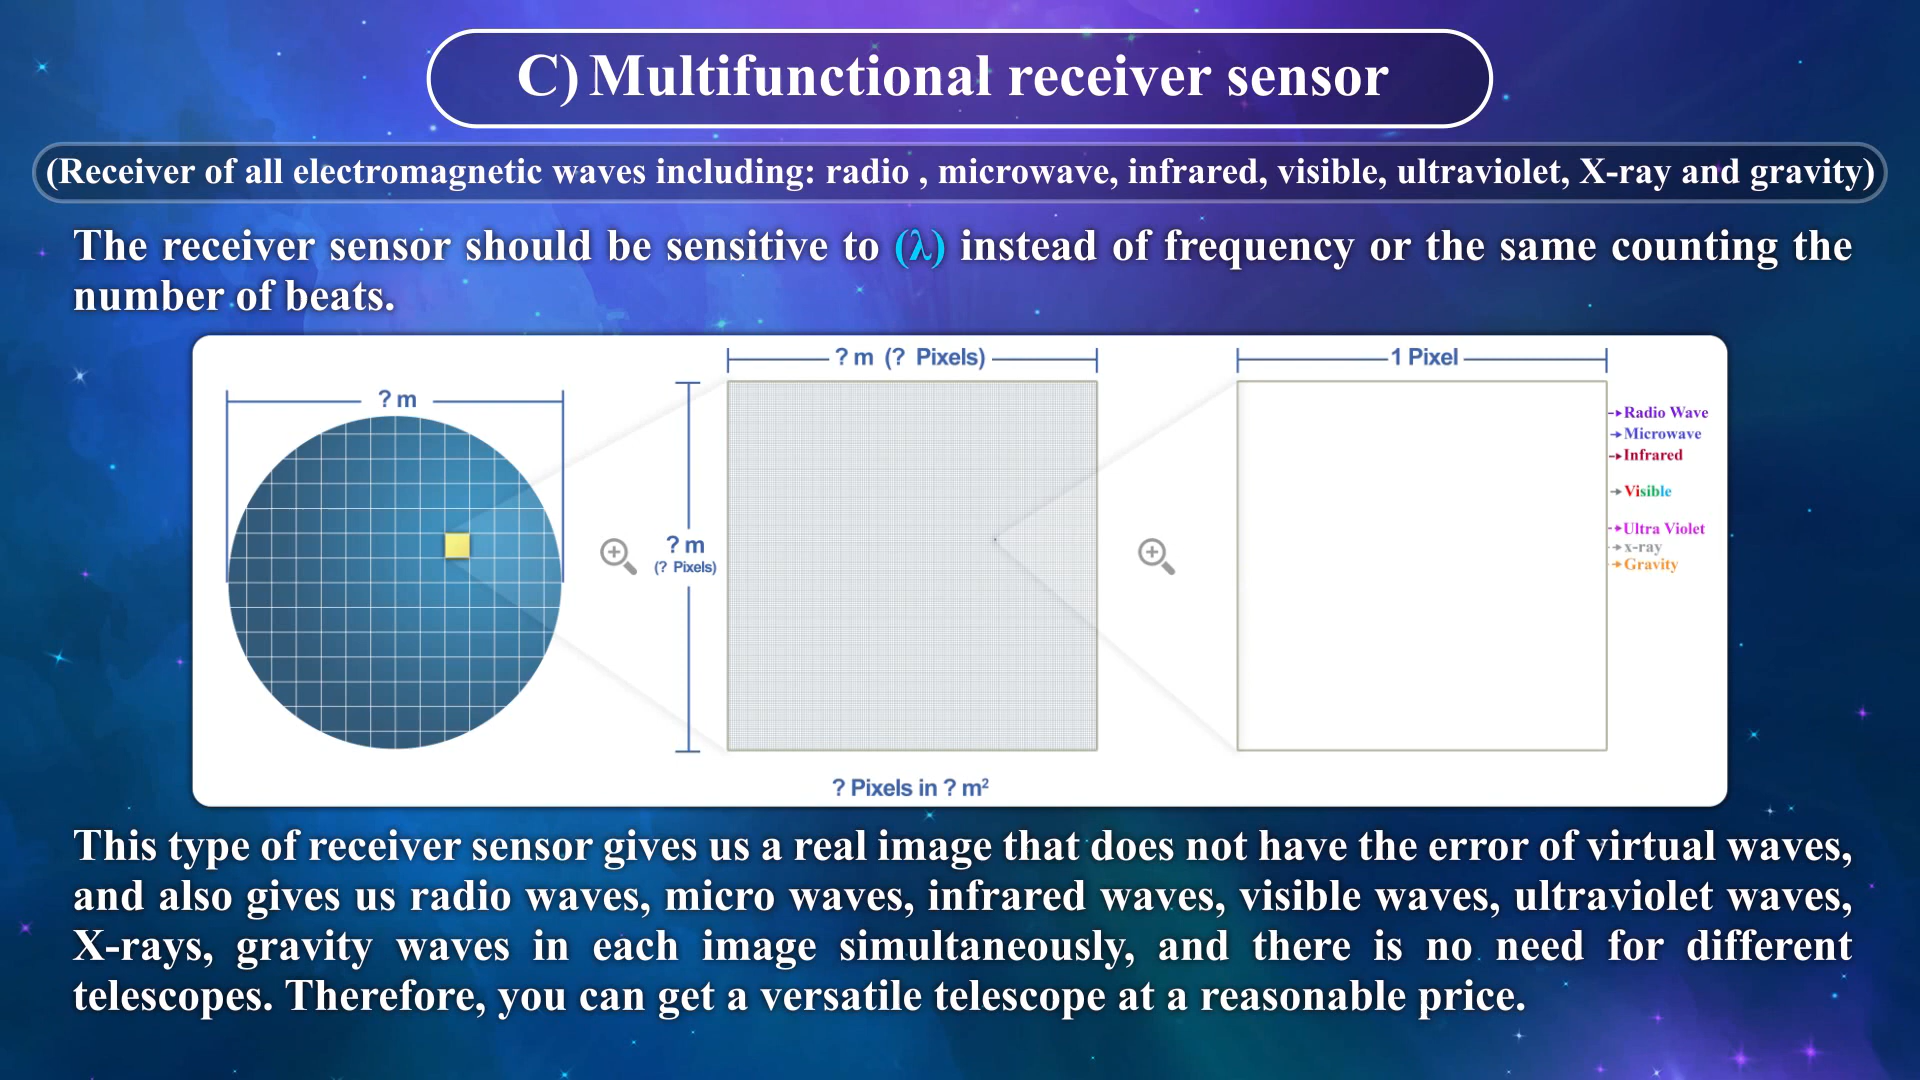 C) Multifunctional receiver sensor
(Receiver of all electromagnetic waves including: radio , microwave, infrared, visible, ultraviolet, X-ray and gravity)
The receiver sensor should be sensitive to (λ) instead of frequency or the same counting the
number of beats.
? m
? m (? Pixels)
1 Pixel
Radio Wave
Microwave
Infrared
Visible
Ultra Violet
x-ray
Gravity
? m
(? Pixels)
? Pixels in ? m²
This type of receiver sensor gives us a real image that does not have the error of virtual waves,
and also gives us radio waves, micro waves, infrared waves, visible waves, ultraviolet waves,
X-rays, gravity waves in each image simultaneously, and there is no need for different
telescopes. Therefore, you can get a versatile telescope at a reasonable price.